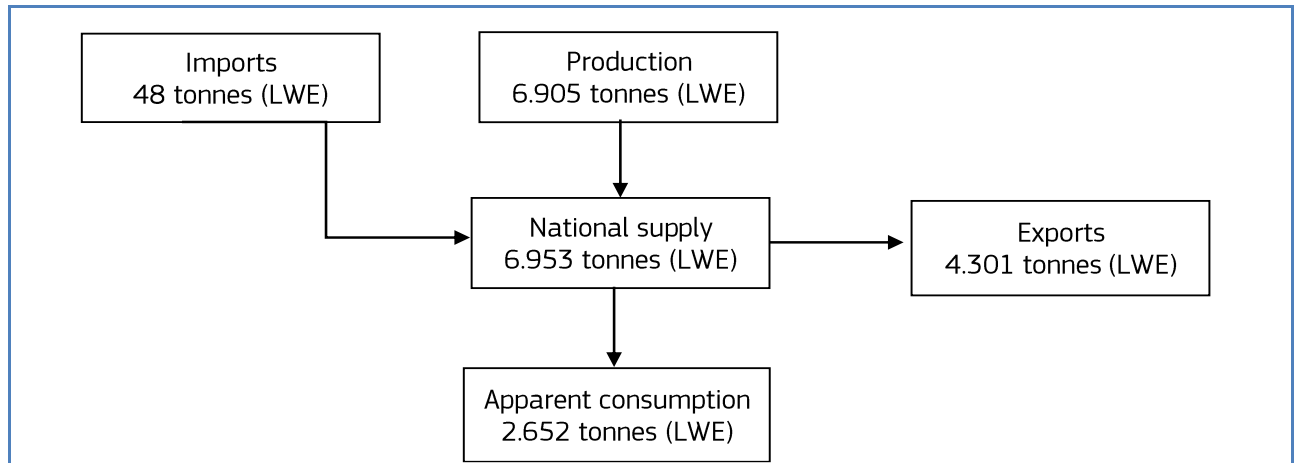 Imports
48 tonnes (LWE)
Production
6.905 tonnes (LWE)
National supply
6.953 tonnes (LWE)
Exports
4.301 tonnes (LWE)
Apparent consumption
2.652 tonnes (LWE)